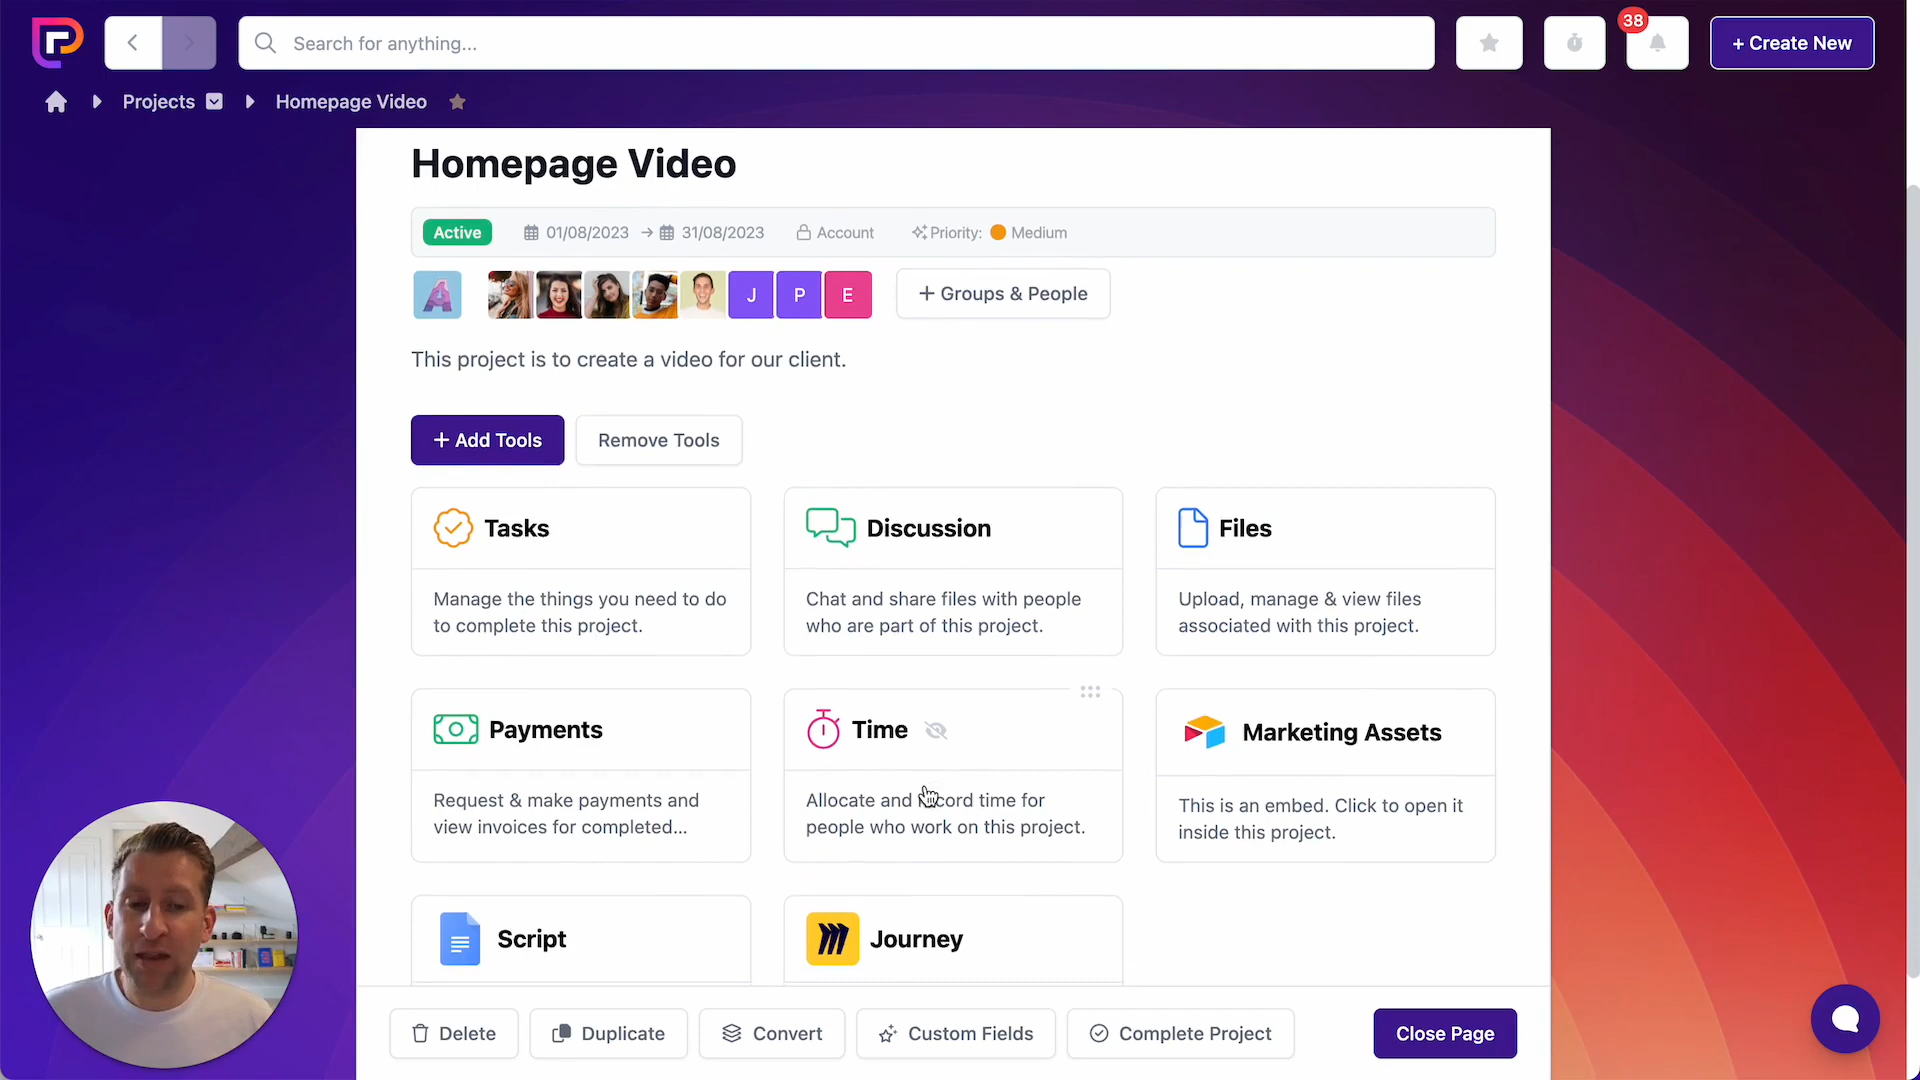 Search for anything...
38
+ Create New
Projects
Homepage Video
Homepage Video
Active
01/08/2023
31/08/2023
Account
Priority:
Medium
J
P
E
+ Groups & People
This project is to create a video for our client.
+ Add Tools
Remove Tools
Tasks
Discussion
Files
Manage the things you need to do
to complete this project.
Chat and share files with people
who are part of this project.
Upload, manage & view files
associated with this project.
Payments
Time
Marketing Assets
Request & make payments and
view invoices for completed...
Allocate and record time for
people who work on this project.
This is an embed. Click to open it
inside this project.
Script
Journey
Delete
Duplicate
Convert
Custom Fields
Complete Project
Close Page